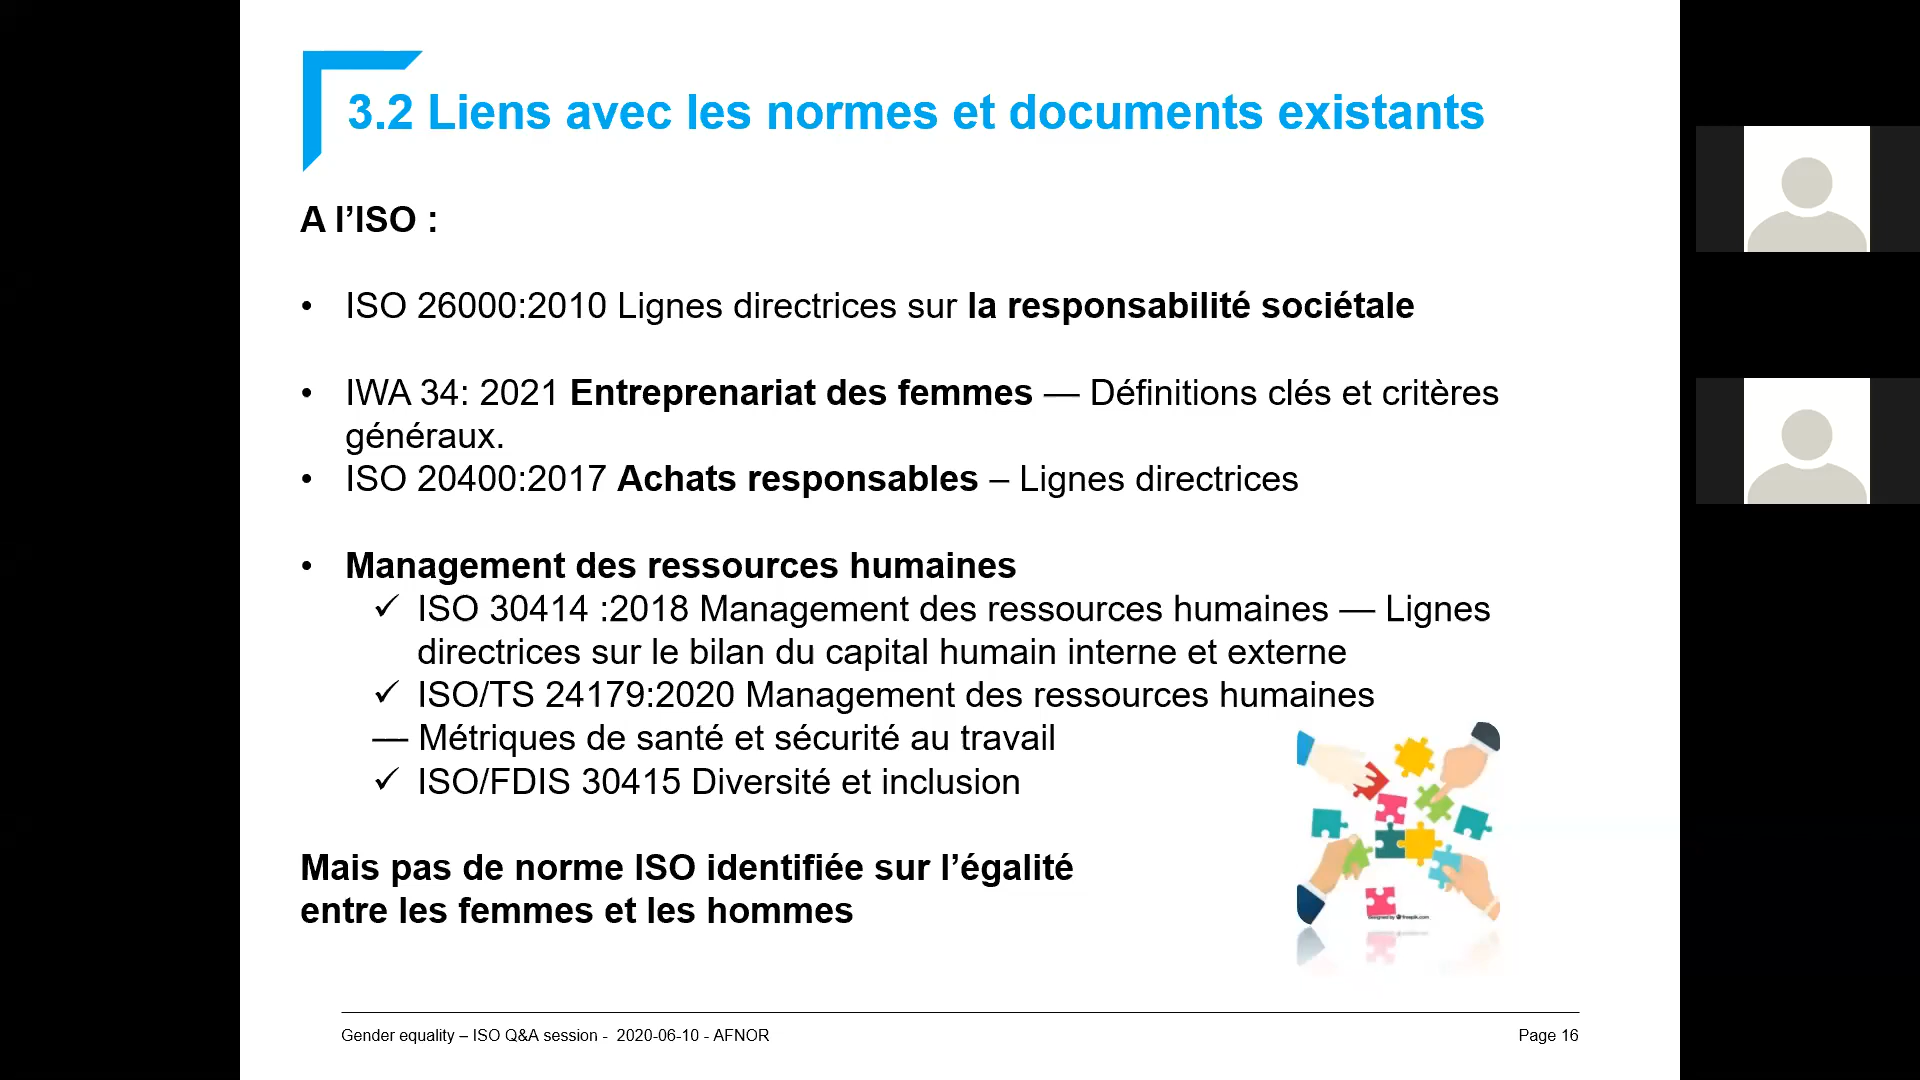 3.2 Liens avec les normes et documents existants
A l’ISO :
• ISO 26000:2010 Lignes directrices sur la responsabilité sociétale
• IWA 34: 2021 Entreprenariat des femmes — Définitions clés et critères
généraux.
• ISO 20400:2017 Achats responsables – Lignes directrices
• Management des ressources humaines
✓ ISO 30414 :2018 Management des ressources humaines — Lignes
directrices sur le bilan du capital humain interne et externe
✓ ISO/TS 24179:2020 Management des ressources humaines
— Métriques de santé et sécurité au travail
✓ ISO/FDIS 30415 Diversité et inclusion
Mais pas de norme ISO identifiée sur l’égalité
entre les femmes et les hommes
designed by freepik.com
Gender equality – ISO Q&A session - 2020-06-10 - AFNOR
Page 16